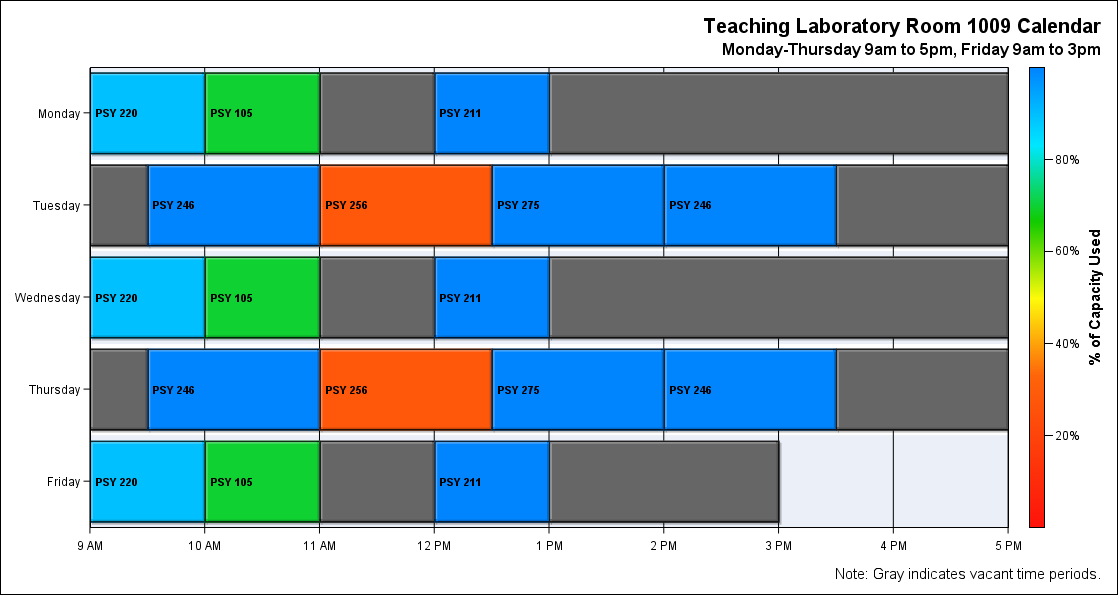 Teaching Laboratory Room 1009 Calendar
Monday-Thursday 9am to 5pm, Friday 9am to 3pm
Monday
PSY 220
PSY 105
PSY 211
Tuesday
PSY 246
PSY 256
PSY 275
PSY 246
Wednesday
PSY 220
PSY 105
PSY 211
Thursday
PSY 246
PSY 256
PSY 275
PSY 246
Friday
PSY 220
PSY 105
PSY 211
9 AM
10 AM
11 AM
12 PM
1 PM
2 PM
3 PM
4 PM
5 PM
80%
60%
40%
20%
% of Capacity Used
Note: Gray indicates vacant time periods.